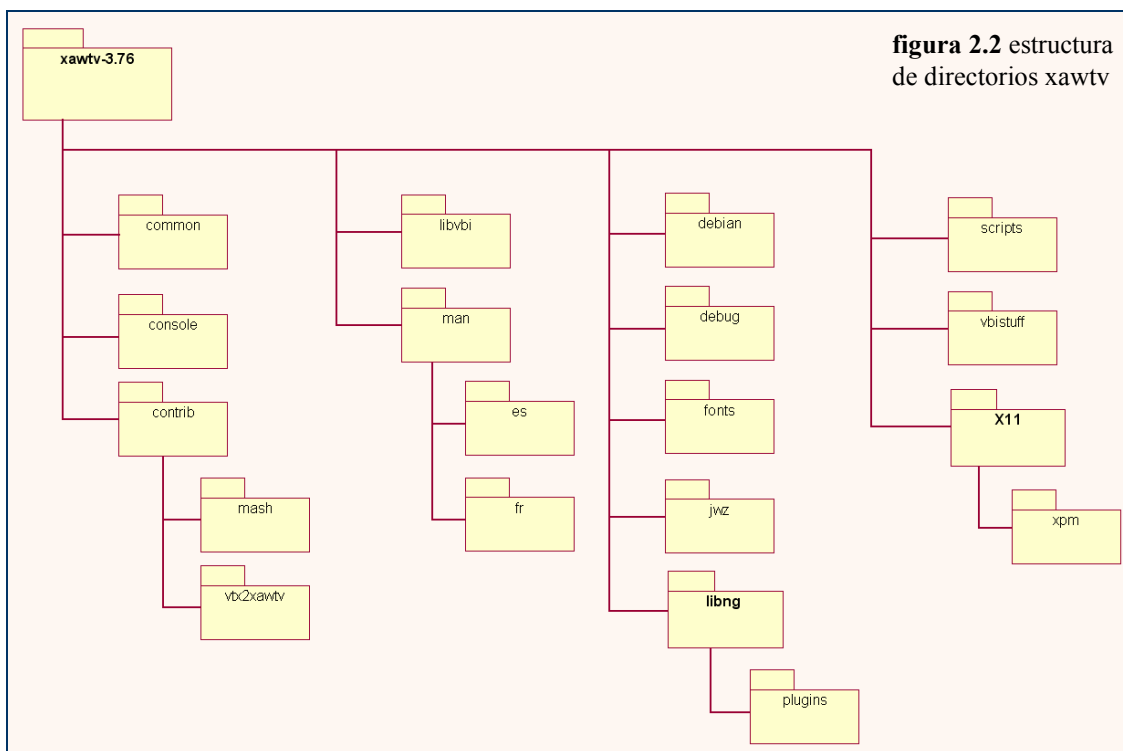 xawtv-3.76
figura 2.2 estructura
de directorios xawtv
common
console
contrib
mash
vtx2xawtv
libvbi
man
es
fr
debian
debug
fonts
jwz
libng
plugins
scripts
vbistuff
X11
xpm